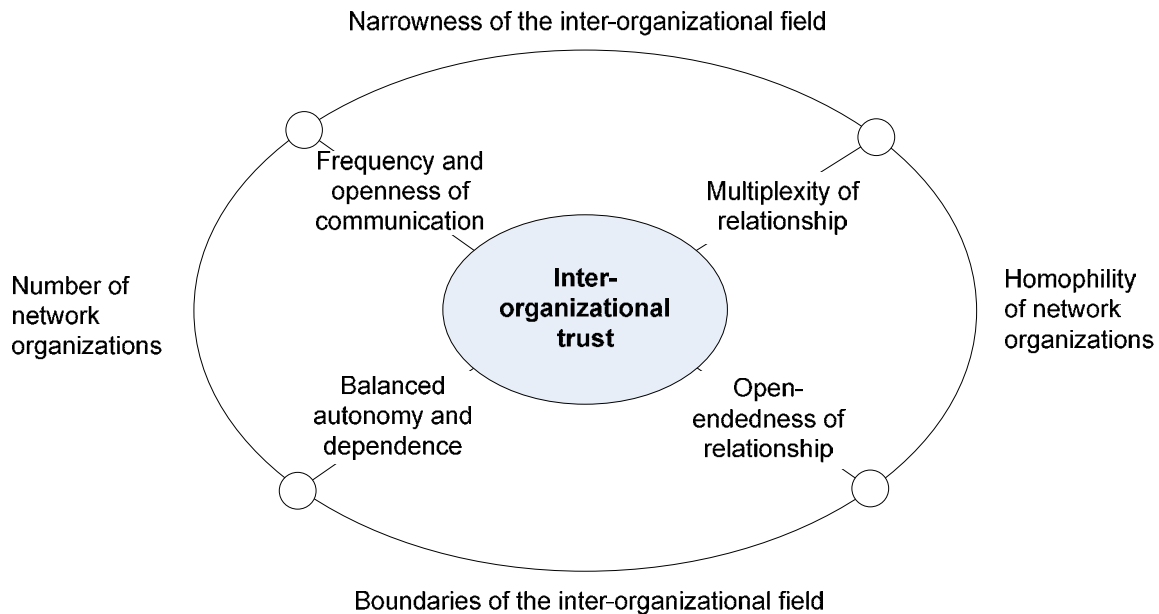 Narrowness of the inter-organizational field
Frequency and
openness of
communication
Multiplexity of
relationship
Number of
network
organizations
Inter-
organizational
trust
Homophility
of network
organizations
Balanced
autonomy and
dependence
Open-
endedness of
relationship
Boundaries of the inter-organizational field